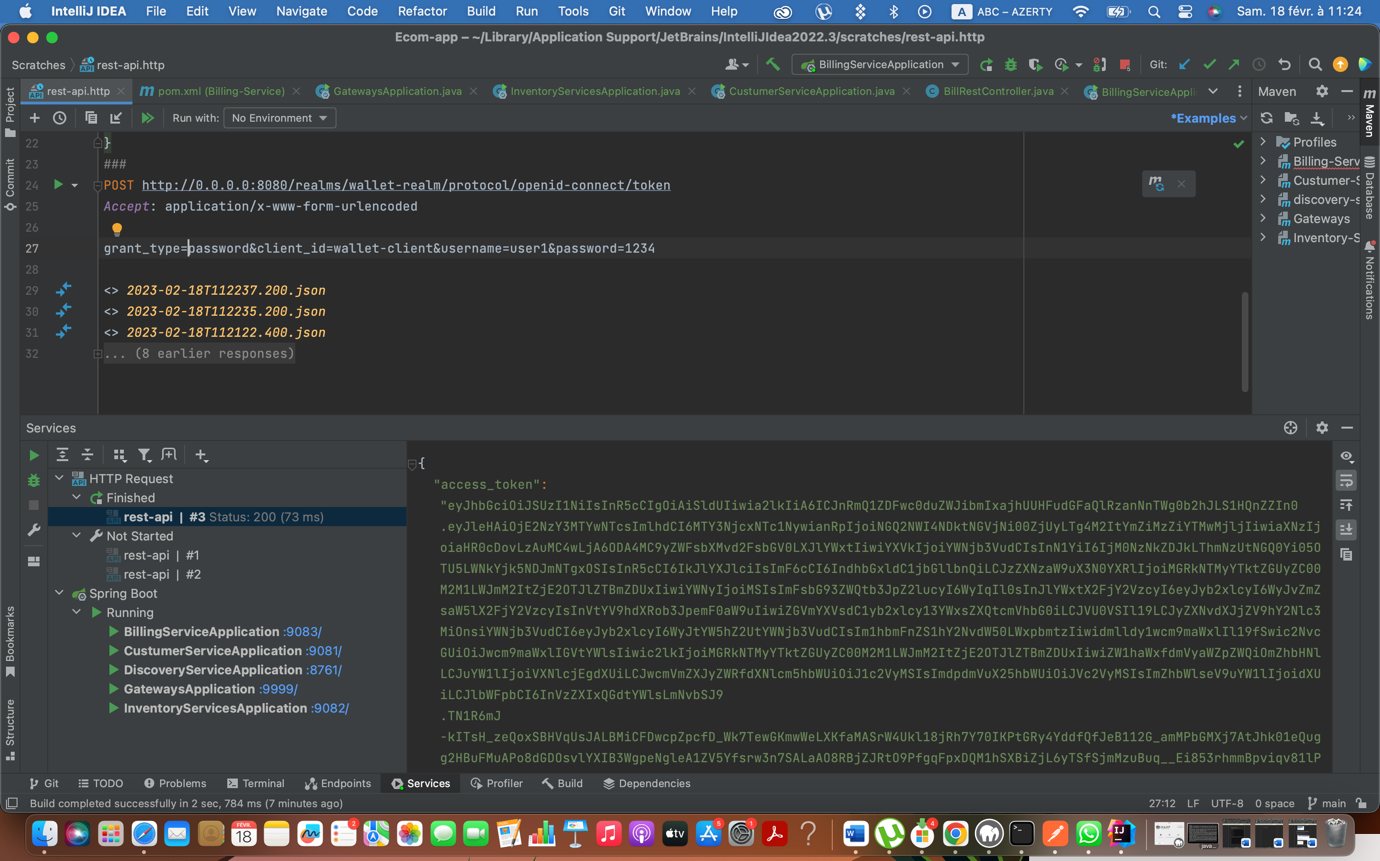 IntelliJ IDEA File Edit View Navigate Code Refactor Build Run Tools Git Window Help A ABC – AZERTY Sam. 18 févr. à 11:24
Ecom-app – ~/Library/Application Support/JetBrains/IntelliJIdea2022.3/scratches/rest-api.http
Scratches rest-api.http BillingServiceApplication Git:
rest-api.http pom.xml (Billing-Service) GatewaysApplication.java InventoryServicesApplication.java CustumerServiceApplication.java BillRestController.java BillingServiceAppli Maven
Run with: No Environment *Examples
Project
Commit
Bookmarks
Structure
Maven
Database
Notifications
22 }
23 ###
24 POST http://0.0.0.0:8080/realms/wallet-realm/protocol/openid-connect/token
25 Accept: application/x-www-form-urlencoded
26
27 grant_type=password&client_id=wallet-client&username=user1&password=1234
28
29 <> 2023-02-18T112237.200.json
30 <> 2023-02-18T112235.200.json
31 <> 2023-02-18T112122.400.json
32 ... (8 earlier responses)
Profiles
Billing-Serv
Custumer-S
discovery-s
Gateways
Inventory-S
Services
HTTP Request
Finished
rest-api | #3 Status: 200 (73 ms)
Not Started
rest-api | #1
rest-api | #2
Spring Boot
Running
BillingServiceApplication :9083/
CustumerServiceApplication :9081/
DiscoveryServiceApplication :8761/
GatewaysApplication :9999/
InventoryServicesApplication :9082/
{
"access_token":
.TN1R6mJ
Git TODO Problems Terminal Endpoints Services Profiler Build Dependencies
Build completed successfully in 2 sec, 784 ms (7 minutes ago) 27:12 LF UTF-8 0 space main